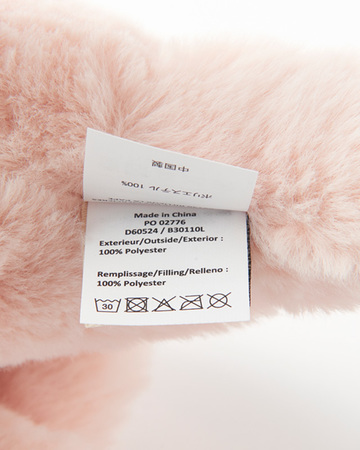 中国製
ポリエステル 100%
Made in China
PO 02776
D60524 / B30110L
Exterieur/Outside/Exterior :
100% Polyester
Remplissage/Filling/Relleno :
100% Polyester
30